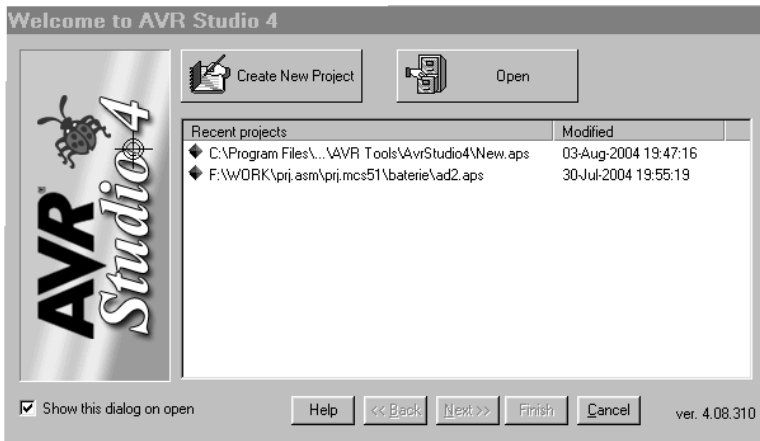 Welcome to AVR Studio 4
Create New Project
Open
AVR®
Studio 4
Recent projects Modified
C:\Program Files\...\AVR Tools\AvrStudio4\New.aps 03-Aug-2004 19:47:16
F:\WORK\prj.asm\prj.mcs51\baterie\ad2.aps 30-Jul-2004 19:55:19
Show this dialog on open
Help << Back Next >> Finish Cancel ver. 4.08.310